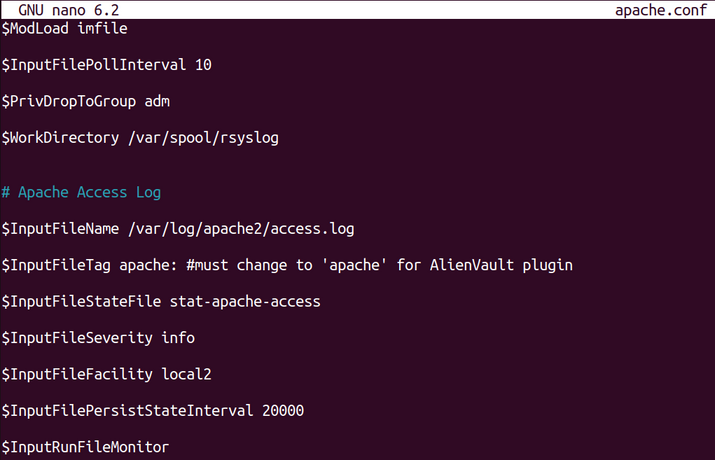 GNU nano 6.2 apache.conf
$ModLoad imfile
$InputFilePollInterval 10
$PrivDropToGroup adm
$WorkDirectory /var/spool/rsyslog
# Apache Access Log
$InputFileName /var/log/apache2/access.log
$InputFileTag apache: #must change to 'apache' for AlienVault plugin
$InputFileStateFile stat-apache-access
$InputFileSeverity info
$InputFileFacility local2
$InputFilePersistStateInterval 20000
$InputRunFileMonitor